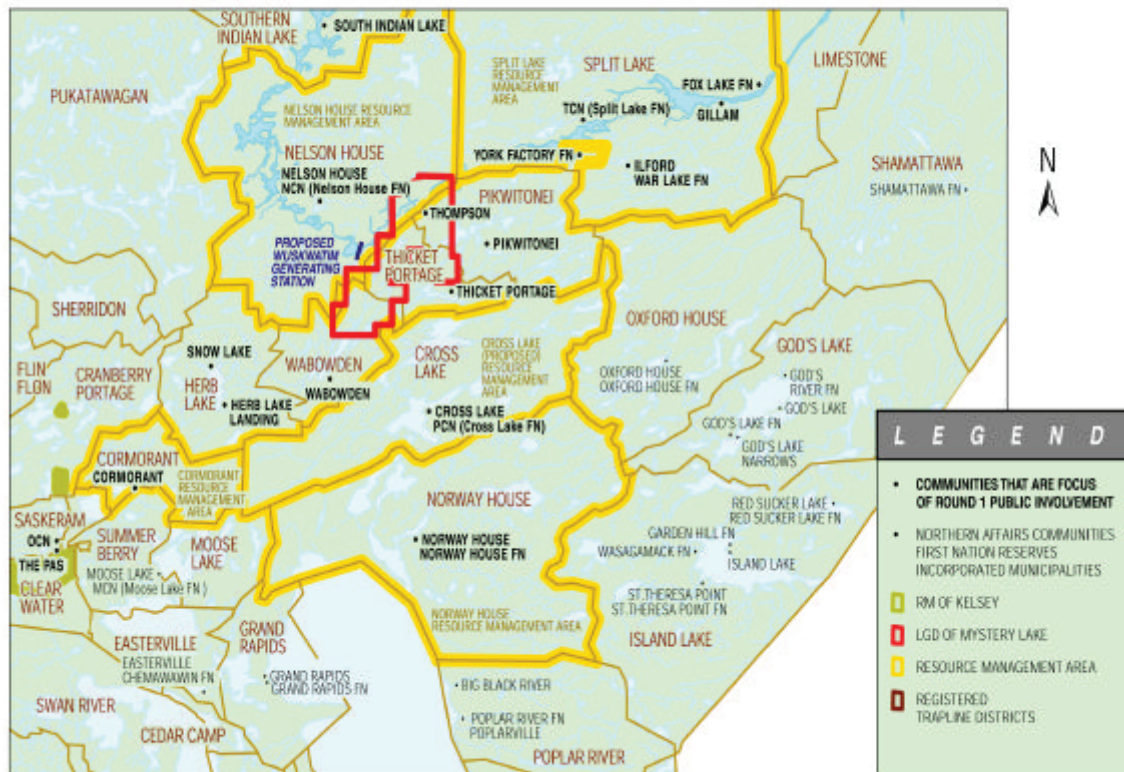 SOUTHERN
INDIAN LAKE
SOUTH INDIAN LAKE
PUKATAWAGAN
NELSON HOUSE RESOURCE
MANAGEMENT AREA
NELSON HOUSE
NELSON HOUSE
NCN (Nelson House FN)
SPLIT LAKE
RESOURCE
MANAGEMENT
AREA
SPLIT LAKE
TCN (Split Lake FN)
FOX LAKE FN
GILLAM
LIMESTONE
YORK FACTORY FN
ILFORD
WAR LAKE FN
SHAMATTAWA
SHAMATTAWA FN
N
PIKWITONEI
THOMPSON
PIKWITONEI
PROPOSED
WUSKWATIM
GENERATING
STATION
THICKET
PORTAGE
THICKET PORTAGE
SHERRIDON
FLIN
FLON
CRANBERRY
PORTAGE
SNOW LAKE
HERB
LAKE
HERB LAKE
LANDING
WABOWDEN
WABOWDEN
CROSS
LAKE
CROSS LAKE
(PROPOSED)
RESOURCE
MANAGEMENT
AREA
CROSS LAKE
PCN (Cross Lake FN)
OXFORD HOUSE
OXFORD HOUSE
OXFORD HOUSE FN
GOD'S LAKE
GOD'S
RIVER FN
GOD'S LAKE
GOD'S LAKE FN
GOD'S LAKE
NARROWS
CORMORANT
CORMORANT
CORMORANT
RESOURCE
MANAGEMENT
AREA
SASKERAM
OCN
THE PAS
CLEAR
WATER
SUMMER
BERRY
MOOSE
LAKE
MOOSE LAKE
MCN (Moose Lake FN )
NORWAY HOUSE
NORWAY HOUSE
NORWAY HOUSE FN
NORWAY HOUSE
RESOURCE MANAGEMENT AREA
RED SUCKER LAKE
RED SUCKER LAKE FN
GARDEN HILL FN
WASAGAMACK FN
ISLAND LAKE
ST.THERESA POINT
ST.THERESA POINT FN
ISLAND LAKE
EASTERVILLE
EASTERVILLE
CHEMAWAWIN FN
GRAND
RAPIDS
GRAND RAPIDS
GRAND RAPIDS FN
SWAN RIVER
CEDAR CAMP
BIG BLACK RIVER
POPLAR RIVER FN
POPLARVILLE
POPLAR RIVER
LEGEND
COMMUNITIES THAT ARE FOCUS
OF ROUND 1 PUBLIC INVOLVEMENT
NORTHERN AFFAIRS COMMUNITIES
FIRST NATION RESERVES
INCORPORATED MUNICIPALITIES
RM OF KELSEY
LGD OF MYSTERY LAKE
RESOURCE MANAGEMENT AREA
REGISTERED
TRAPLINE DISTRICTS